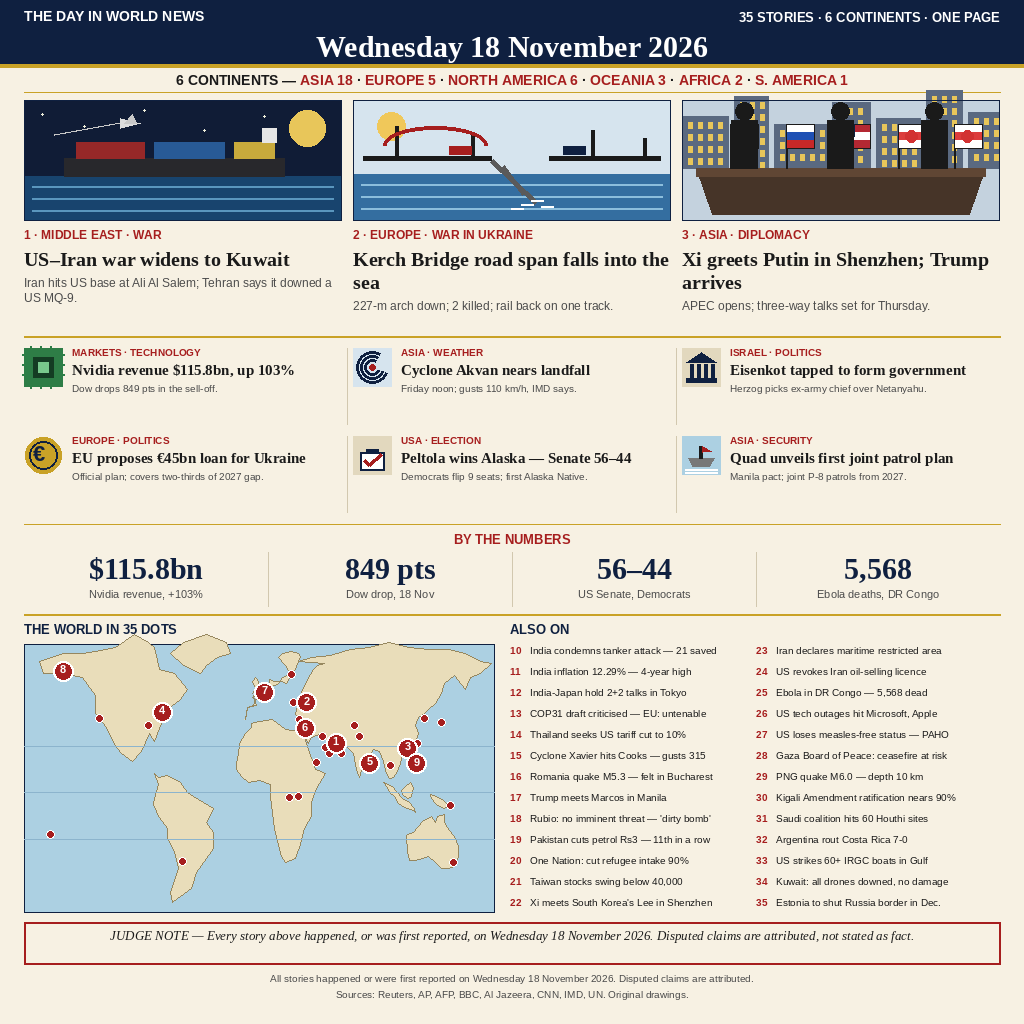 THE DAY IN WORLD NEWS
35 STORIES · 6 CONTINENTS · ONE PAGE
Wednesday 18 November 2026
6 CONTINENTS — ASIA 18 · EUROPE 5 · NORTH AMERICA 6 · OCEANIA 3 · AFRICA 2 · S. AMERICA 1
1 · MIDDLE EAST · WAR
US–Iran war widens to Kuwait
Iran hits US base at Ali Al Salem; Tehran says it downed a
US MQ-9.
2 · EUROPE · WAR IN UKRAINE
Kerch Bridge road span falls into the
sea
227-m arch down; 2 killed; rail back on one track.
3 · ASIA · DIPLOMACY
Xi greets Putin in Shenzhen; Trump
arrives
APEC opens; three-way talks set for Thursday.
MARKETS · TECHNOLOGY
Nvidia revenue $115.8bn, up 103%
Dow drops 849 pts in the sell-off.
ASIA · WEATHER
Cyclone Akvan nears landfall
Friday noon; gusts 110 km/h, IMD says.
ISRAEL · POLITICS
Eisenkot tapped to form government
Herzog picks ex-army chief over Netanyahu.
€
EUROPE · POLITICS
EU proposes €45bn loan for Ukraine
Official plan; covers two-thirds of 2027 gap.
USA · ELECTION
Peltola wins Alaska — Senate 56–44
Democrats flip 9 seats; first Alaska Native.
ASIA · SECURITY
Quad unveils first joint patrol plan
Manila pact; joint P-8 patrols from 2027.
BY THE NUMBERS
$115.8bn
Nvidia revenue, +103%
849 pts
Dow drop, 18 Nov
56–44
US Senate, Democrats
5,568
Ebola deaths, DR Congo
THE WORLD IN 35 DOTS
8
7
2
4
6
1
3
5
9
ALSO ON
10 India condemns tanker attack — 21 saved
11 India inflation 12.29% — 4-year high
12 India-Japan hold 2+2 talks in Tokyo
13 COP31 draft criticised — EU: untenable
14 Thailand seeks US tariff cut to 10%
15 Cyclone Xavier hits Cooks — gusts 315
16 Romania quake M5.3 — felt in Bucharest
17 Trump meets Marcos in Manila
18 Rubio: no imminent threat — 'dirty bomb'
19 Pakistan cuts petrol Rs3 — 11th in a row
20 One Nation: cut refugee intake 90%
21 Taiwan stocks swing below 40,000
22 Xi meets South Korea's Lee in Shenzhen
23 Iran declares maritime restricted area
24 US revokes Iran oil-selling licence
25 Ebola in DR Congo — 5,568 dead
26 US tech outages hit Microsoft, Apple
27 US loses measles-free status — PAHO
28 Gaza Board of Peace: ceasefire at risk
29 PNG quake M6.0 — depth 10 km
30 Kigali Amendment ratification nears 90%
31 Saudi coalition hits 60 Houthi sites
32 Argentina rout Costa Rica 7-0
33 US strikes 60+ IRGC boats in Gulf
34 Kuwait: all drones downed, no damage
35 Estonia to shut Russia border in Dec.
JUDGE NOTE — Every story above happened, or was first reported, on Wednesday 18 November 2026. Disputed claims are attributed, not stated as fact.
All stories happened or were first reported on Wednesday 18 November 2026. Disputed claims are attributed.
Sources: Reuters, AP, AFP, BBC, Al Jazeera, CNN, IMD, UN. Original drawings.